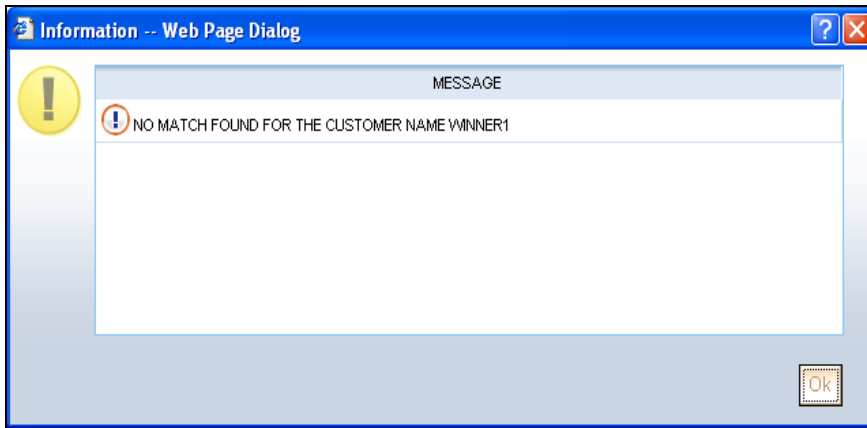 Information -- Web Page Dialog
MESSAGE
NO MATCH FOUND FOR THE CUSTOMER NAME WINNER1
Ok